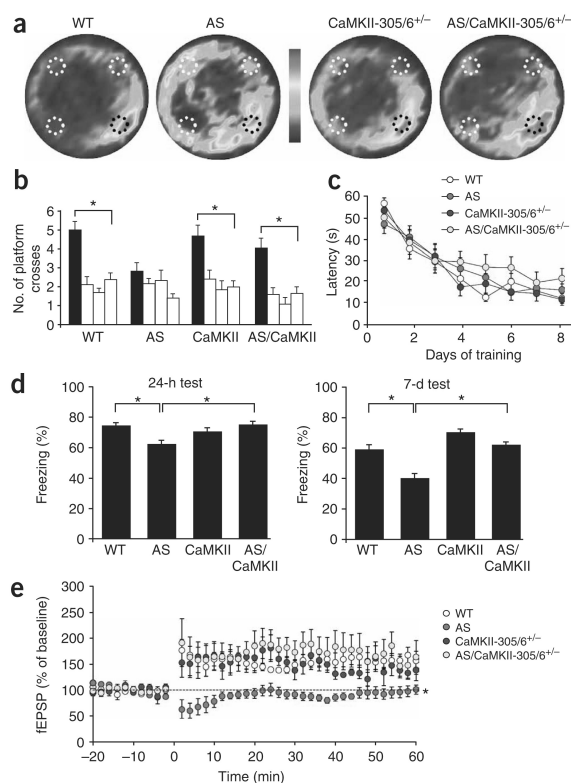 a
WT
AS
CaMKII-305/6+/–
AS/CaMKII-305/6+/–
b
No. of platform crosses
6
5
4
3
2
1
0
*
*
*
WT
AS
CaMKII
AS/CaMKII
c
Latency (s)
60
50
40
30
20
10
0
0
2
4
6
8
Days of training
WT
AS
CaMKII-305/6+/–
AS/CaMKII-305/6+/–
d
24-h test
Freezing (%)
100
80
60
40
20
0
*
*
WT
AS
CaMKII
AS/
CaMKII
7-d test
Freezing (%)
100
80
60
40
20
0
*
*
WT
AS
CaMKII
AS/
CaMKII
e
fEPSP (% of baseline)
300
250
200
150
100
50
0
*
–20
–10
0
10
20
30
40
50
60
Time (min)
WT
AS
CaMKII-305/6+/–
AS/CaMKII-305/6+/–